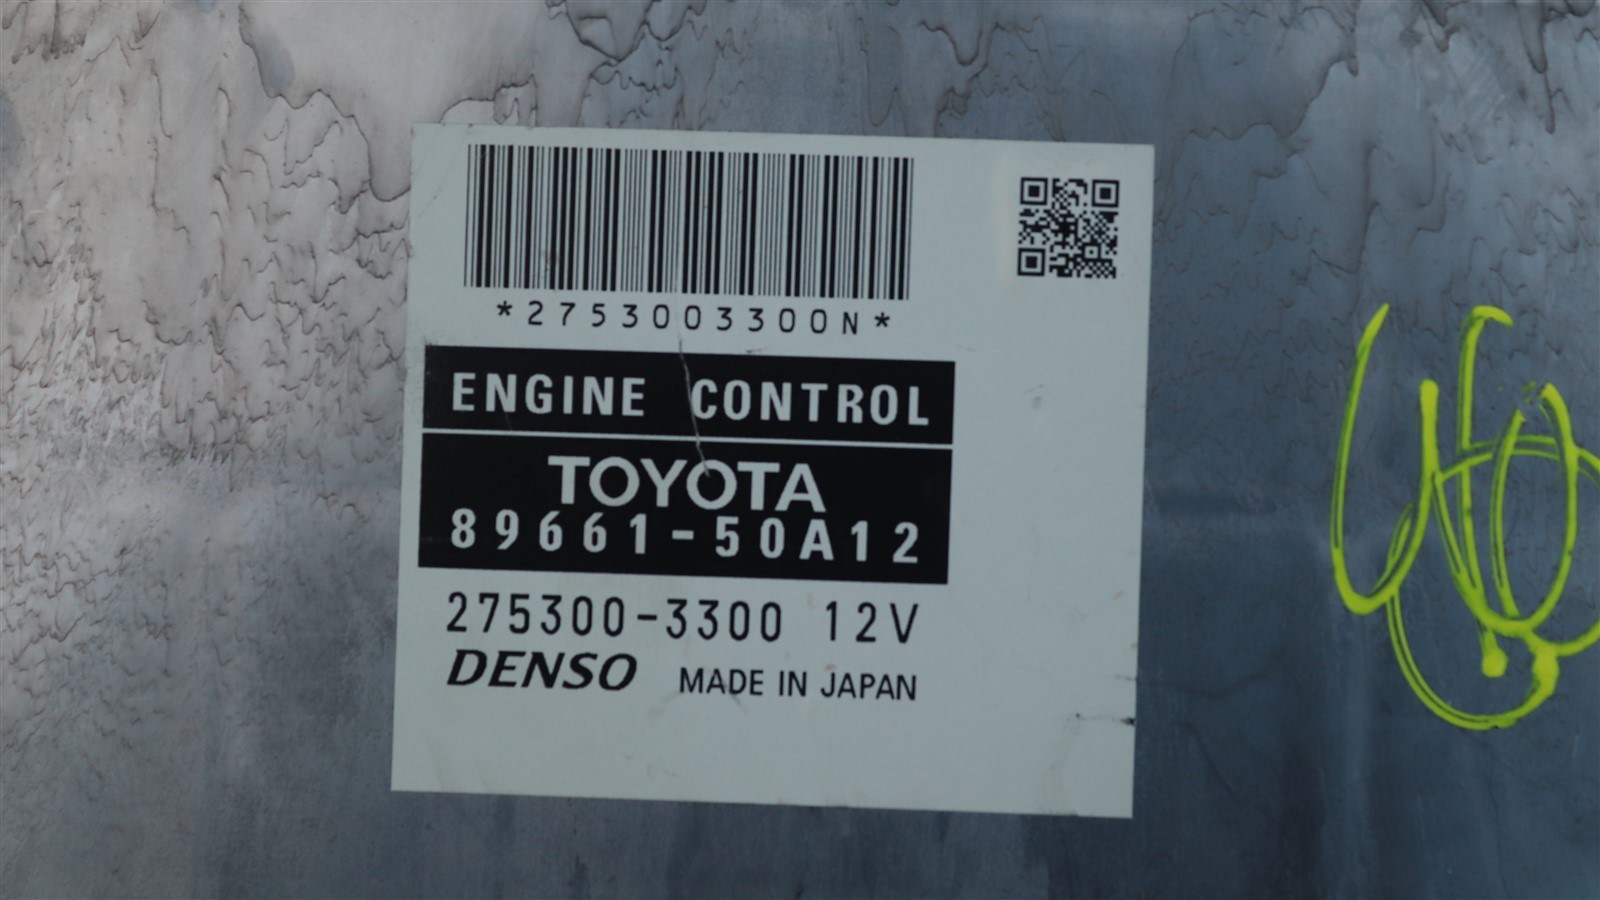 *2753003300N*
ENGINE CONTROL
TOYOTA
89661-50A12
275300-3300 12V
DENSO MADE IN JAPAN